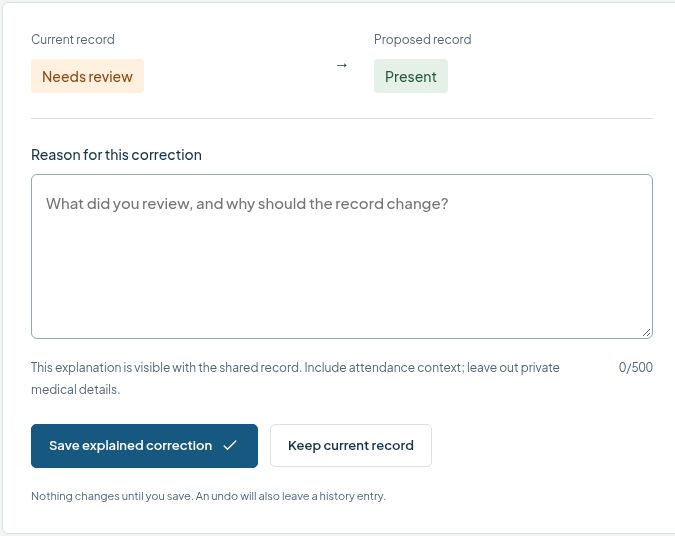 Current record
Proposed record
Needs review
→
Present
Reason for this correction
What did you review, and why should the record change?
This explanation is visible with the shared record. Include attendance context; leave out private
medical details.
0/500
Save explained correction ✓
Keep current record
Nothing changes until you save. An undo will also leave a history entry.